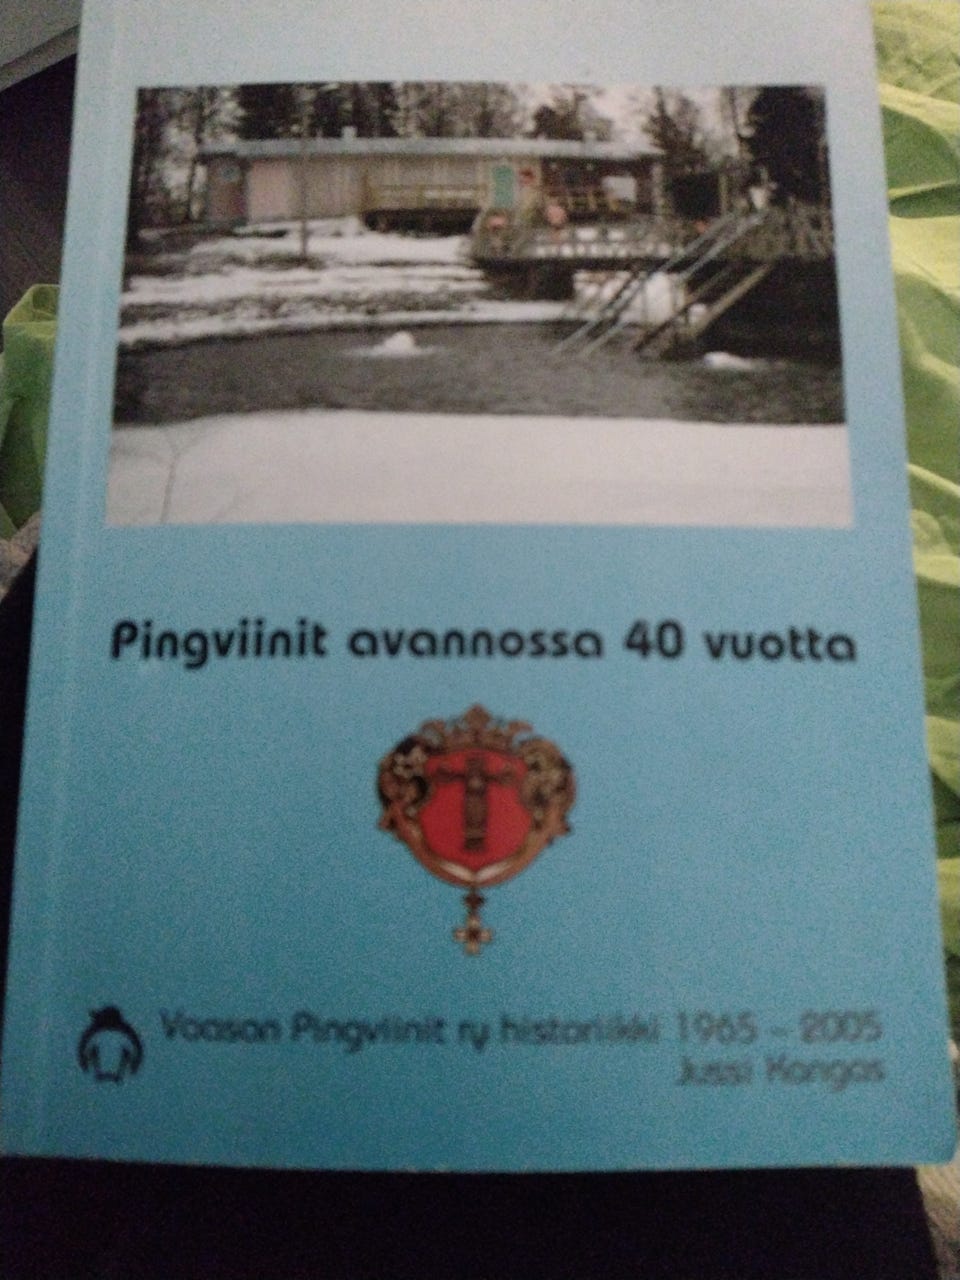 Pingviinit avannossa 40 vuotta
Vaasan Pingviinit ry historiikki 1965 - 2005
Jussi Kangas